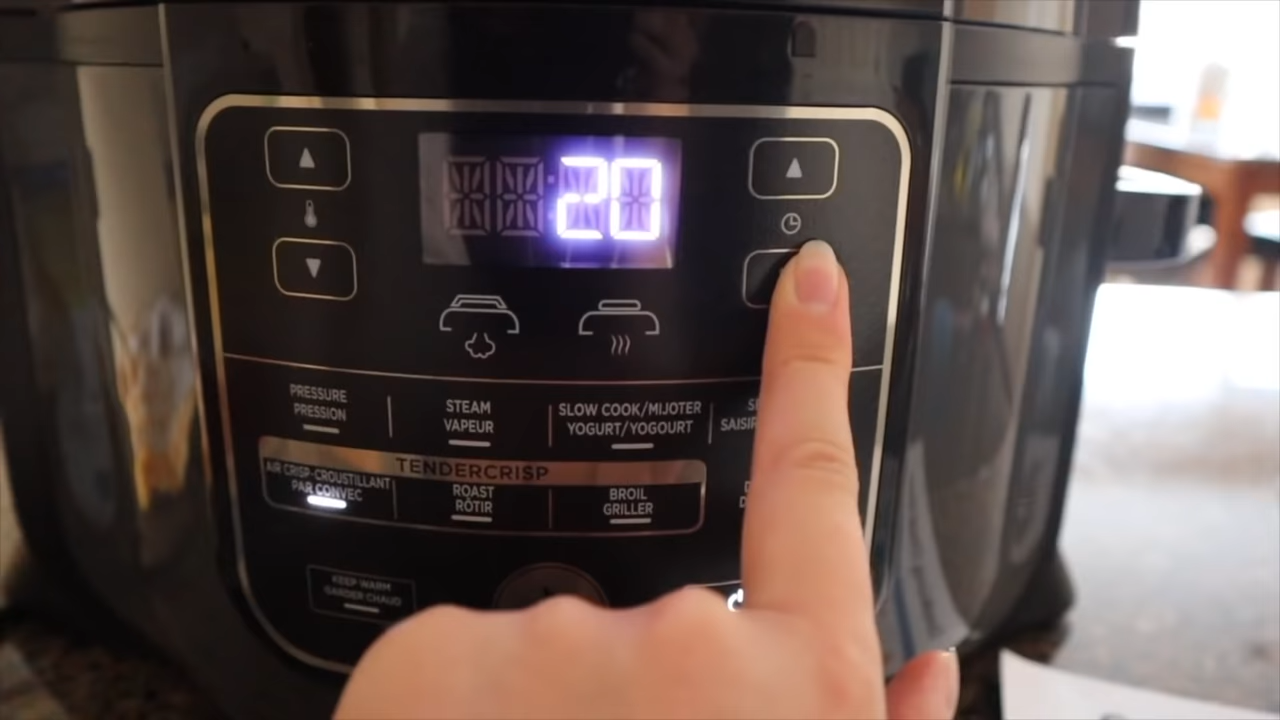 20
PRESSURE
PRESSION
STEAM
VAPEUR
SLOW COOK/MIJOTER
YOGURT/YOGOURT
TENDERCRISP
AIR CRISP-CROUSTILLANT
PAR CONVEC
ROAST
RÔTIR
BROIL
GRILLER
KEEP WARM
GARDER CHAUD